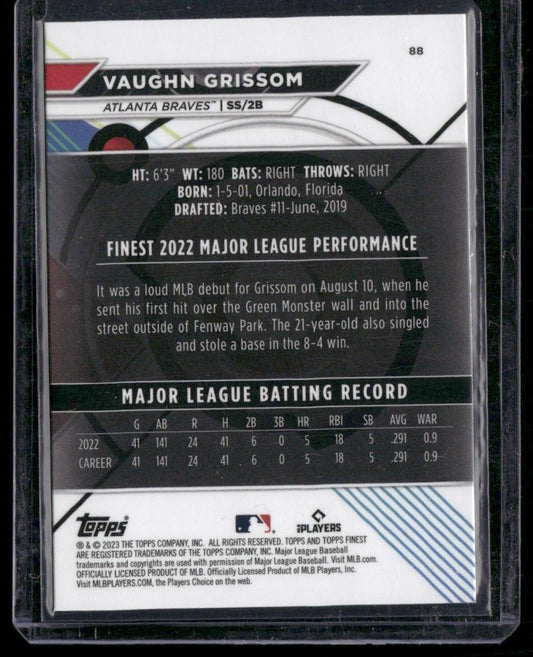 88
VAUGHN GRISSOM
ATLANTA BRAVES™ | SS/2B
HT: 6'3" WT: 180 BATS: RIGHT THROWS: RIGHT
BORN: 1-5-01, Orlando, Florida
DRAFTED: Braves #11-June, 2019
FINEST 2022 MAJOR LEAGUE PERFORMANCE
It was a loud MLB debut for Grissom on August 10, when he
sent his first hit over the Green Monster wall and into the
street outside of Fenway Park. The 21-year-old also singled
and stole a base in the 8-4 win.
MAJOR LEAGUE BATTING RECORD
G AB R H 2B 3B HR RBI SB AVG WAR
2022 41 141 24 41 6 0 5 18 5 .291 0.9
CAREER 41 141 24 41 6 0 5 18 5 .291 0.9
Topps
MLB PLAYERS
® & © 2023 THE TOPPS COMPANY, INC. ALL RIGHTS RESERVED. TOPPS AND TOPPS FINEST
ARE REGISTERED TRADEMARKS OF THE TOPPS COMPANY, INC. Major League Baseball
trademarks and copyrights are used with permission of Major League Baseball. Visit MLB.com.
OFFICIALLY LICENSED PRODUCT OF MLB. Officially Licensed Product of MLB Players, Inc.
Visit MLBPLAYERS.COM, the Players Choice on the web.